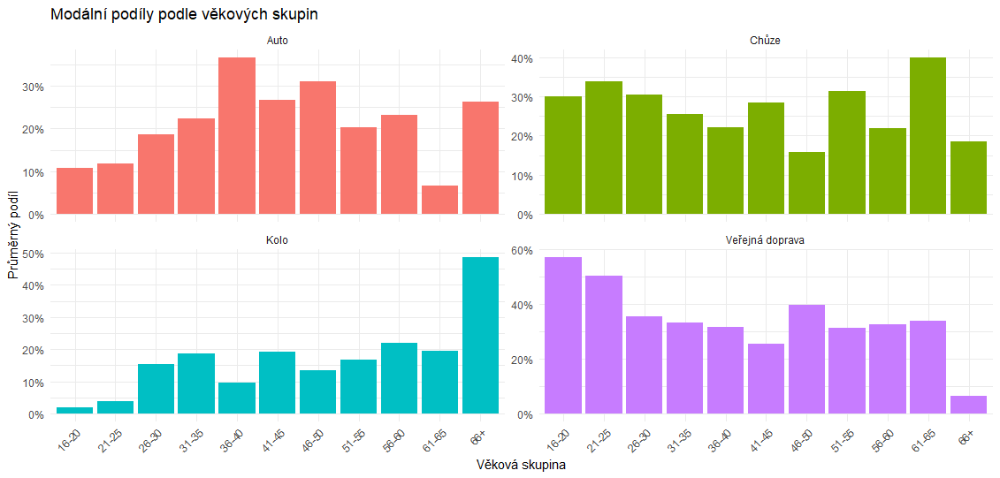 Modální podíly podle věkových skupin
Auto
Chůze
30%
20%
10%
0%
40%
30%
20%
10%
0%
Průměrný podíl
Kolo
Veřejná doprava
50%
40%
30%
20%
10%
0%
60%
40%
20%
0%
16-20 21-25 26-30 31-35 36-40 41-45 46-50 51-55 56-60 61-65 66+
16-20 21-25 26-30 31-35 36-40 41-45 46-50 51-55 56-60 61-65 66+
Věková skupina